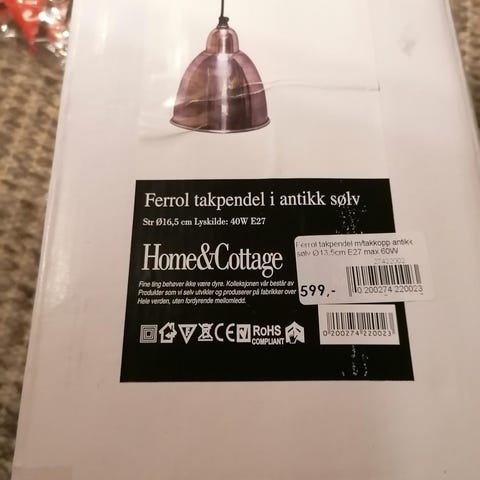 Ferrol takpendel i antikk sølv
Str Ø16,5 cm Lyskilde: 40W E27
Home&Cottage
Fine ting behøver ikke være dyre. Kolleksjonen vår består av
Produkter som vi selv utvikler og produserer på fabrikker over
Hele verden, uten fordyrende mellomledd.
RoHS
COMPLIANT
Ferrol takpendel m/takkopp antikk
sølv Ø13,5cm E27 max 60W
27422002
599,-
0 200274 220023
0 200274 220023